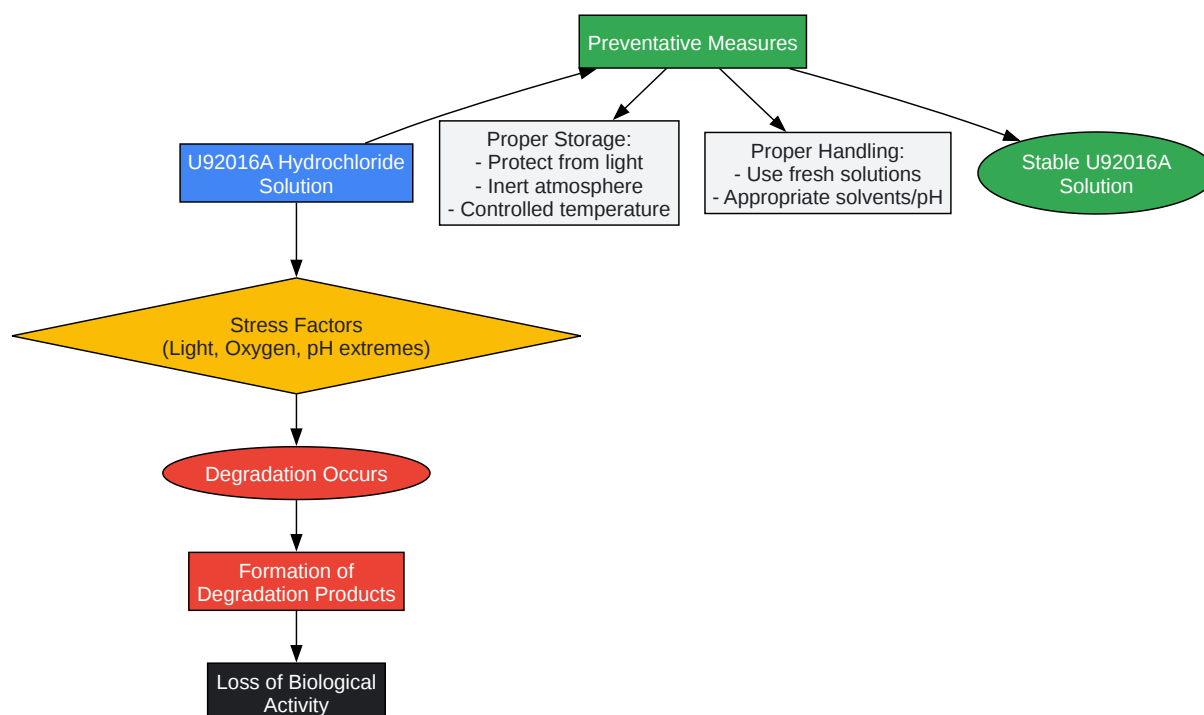 Preventative Measures
U92016A Hydrochloride
Solution
Proper Storage:
- Protect from light
- Inert atmosphere
- Controlled temperature
Proper Handling:
- Use fresh solutions
- Appropriate solvents/pH
Stable U92016A
Solution
Stress Factors
(Light, Oxygen, pH extremes)
Degradation Occurs
Formation of
Degradation Products
Loss of Biological
Activity